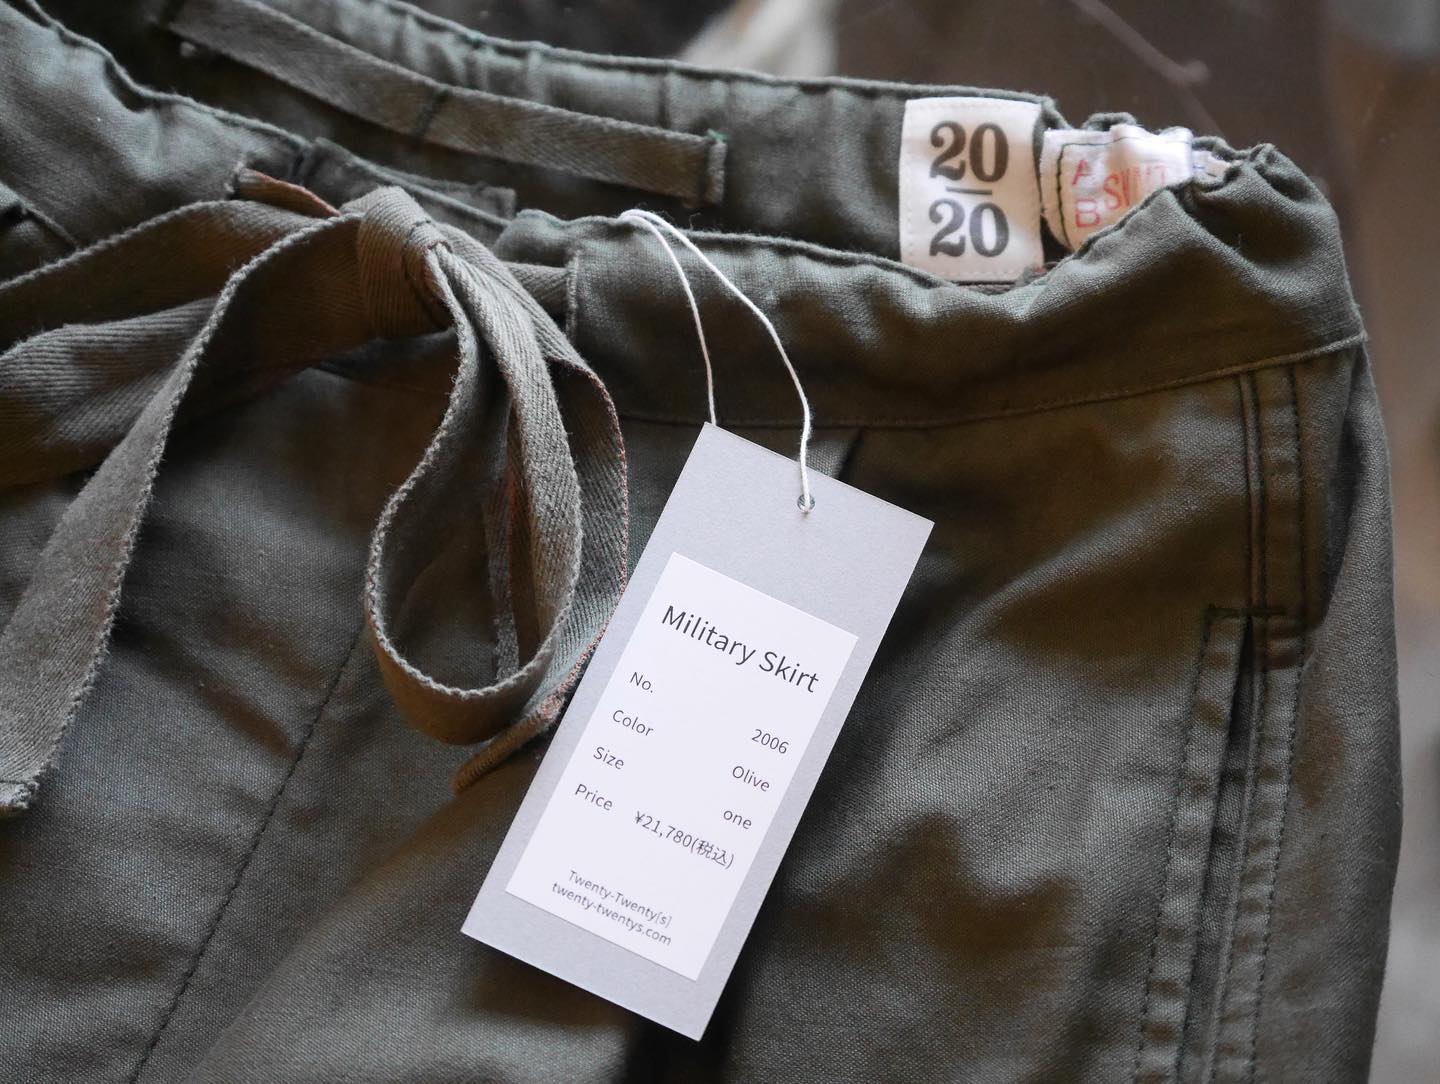 20
20
Military Skirt
No.
2006
Color
Olive
Size
one
Price
¥21,780(税込)
Twenty-Twenty[s]
twenty-twentys.com